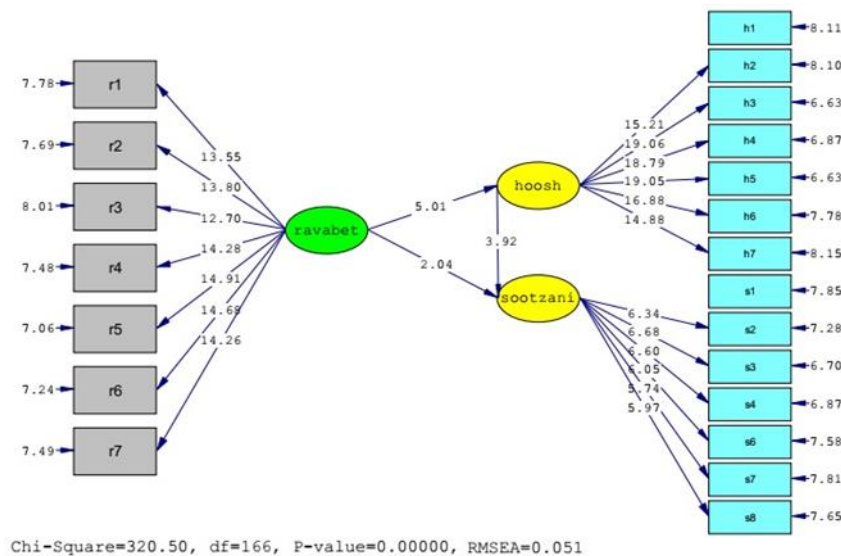 7.78 r1
7.69 r2
8.01 r3
7.48 r4
7.06 r5
7.24 r6
7.49 r7
13.55
13.80
12.70
14.28
14.91
14.68
14.26
ravabet
5.01
2.04
hoosh
3.92
sootzani
15.21
19.06
18.79
19.05
16.88
14.88
6.34
6.68
6.60
6.05
5.74
5.97
h1 8.11
h2 8.10
h3 6.63
h4 6.87
h5 6.63
h6 7.78
h7 8.15
s1 7.85
s2 7.28
s3 6.70
s4 6.87
s6 7.58
s7 7.81
s8 7.65
Chi-Square=320.50, df=166, P-value=0.00000, RMSEA=0.051